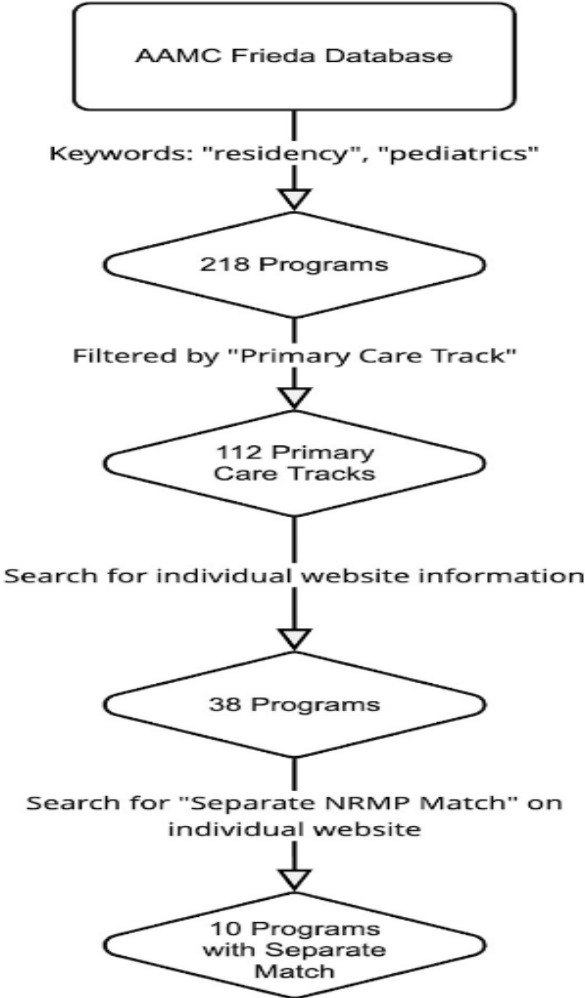 AAMC Frieda Database
Keywords: "residency", "pediatrics"
218 Programs
Filtered by "Primary Care Track"
112 Primary
Care Tracks
Search for individual website information
38 Programs
Search for "Separate NRMP Match" on
individual website
10 Programs
with Separate
Match